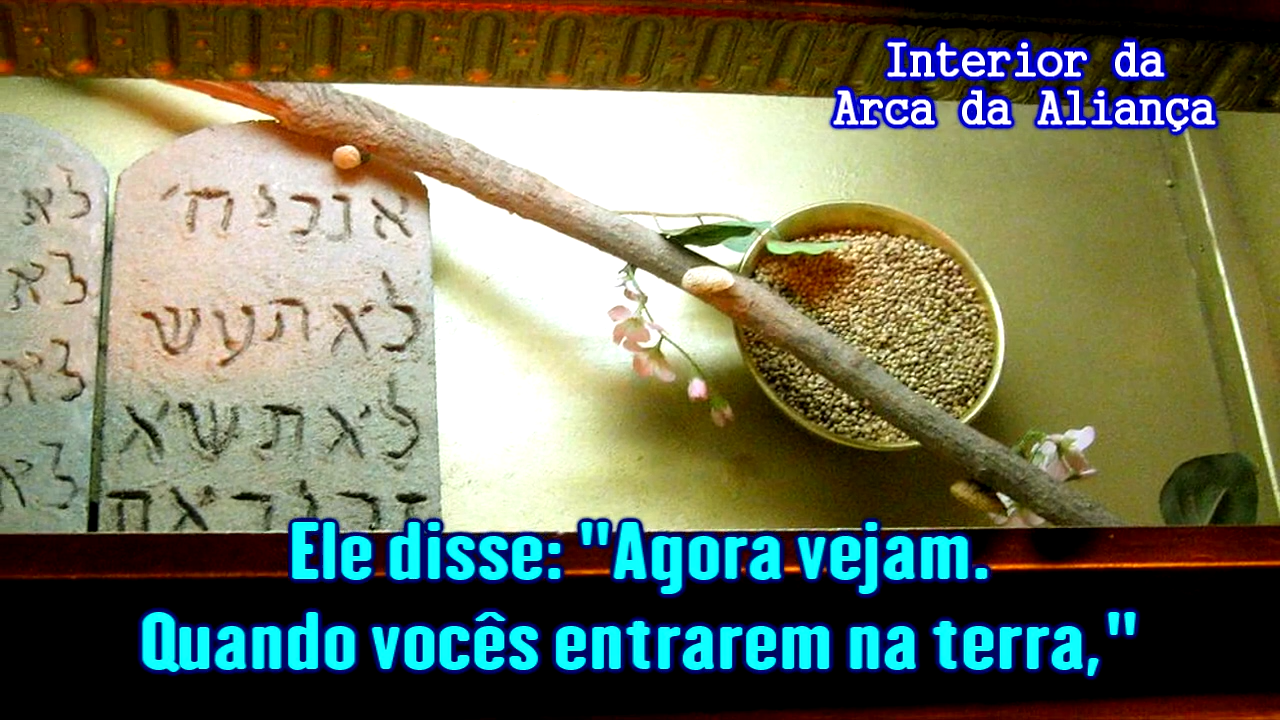 Interior da
Arca da Aliança
אנכי ה׳
לא תעש
לא תשא
לא
Ele disse: "Agora vejam.
Quando vocês entrarem na terra,"